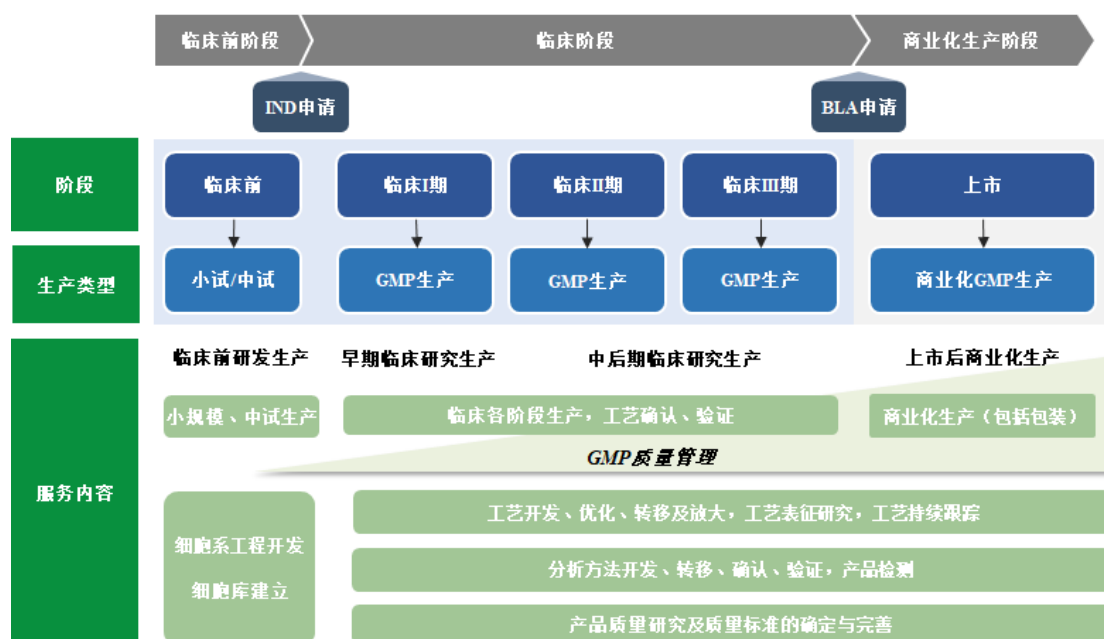 临床前阶段
临床阶段
商业化生产阶段
IND申请
BLA申请
阶段
临床前
临床I期
临床II期
临床III期
上市
生产类型
小试/中试
GMP生产
GMP生产
GMP生产
商业化GMP生产
服务内容
临床前研发生产
早期临床研究生产
中后期临床研究生产
上市后商业化生产
小规模、中试生产
临床各阶段生产，工艺确认、验证
商业化生产（包括包装）
GMP质量管理
细胞系工程开发
细胞库建立
工艺开发、优化、转移及放大，工艺表征研究，工艺持续跟踪
分析方法开发、转移、确认、验证，产品检测
产品质量研究及质量标准的确定与完善